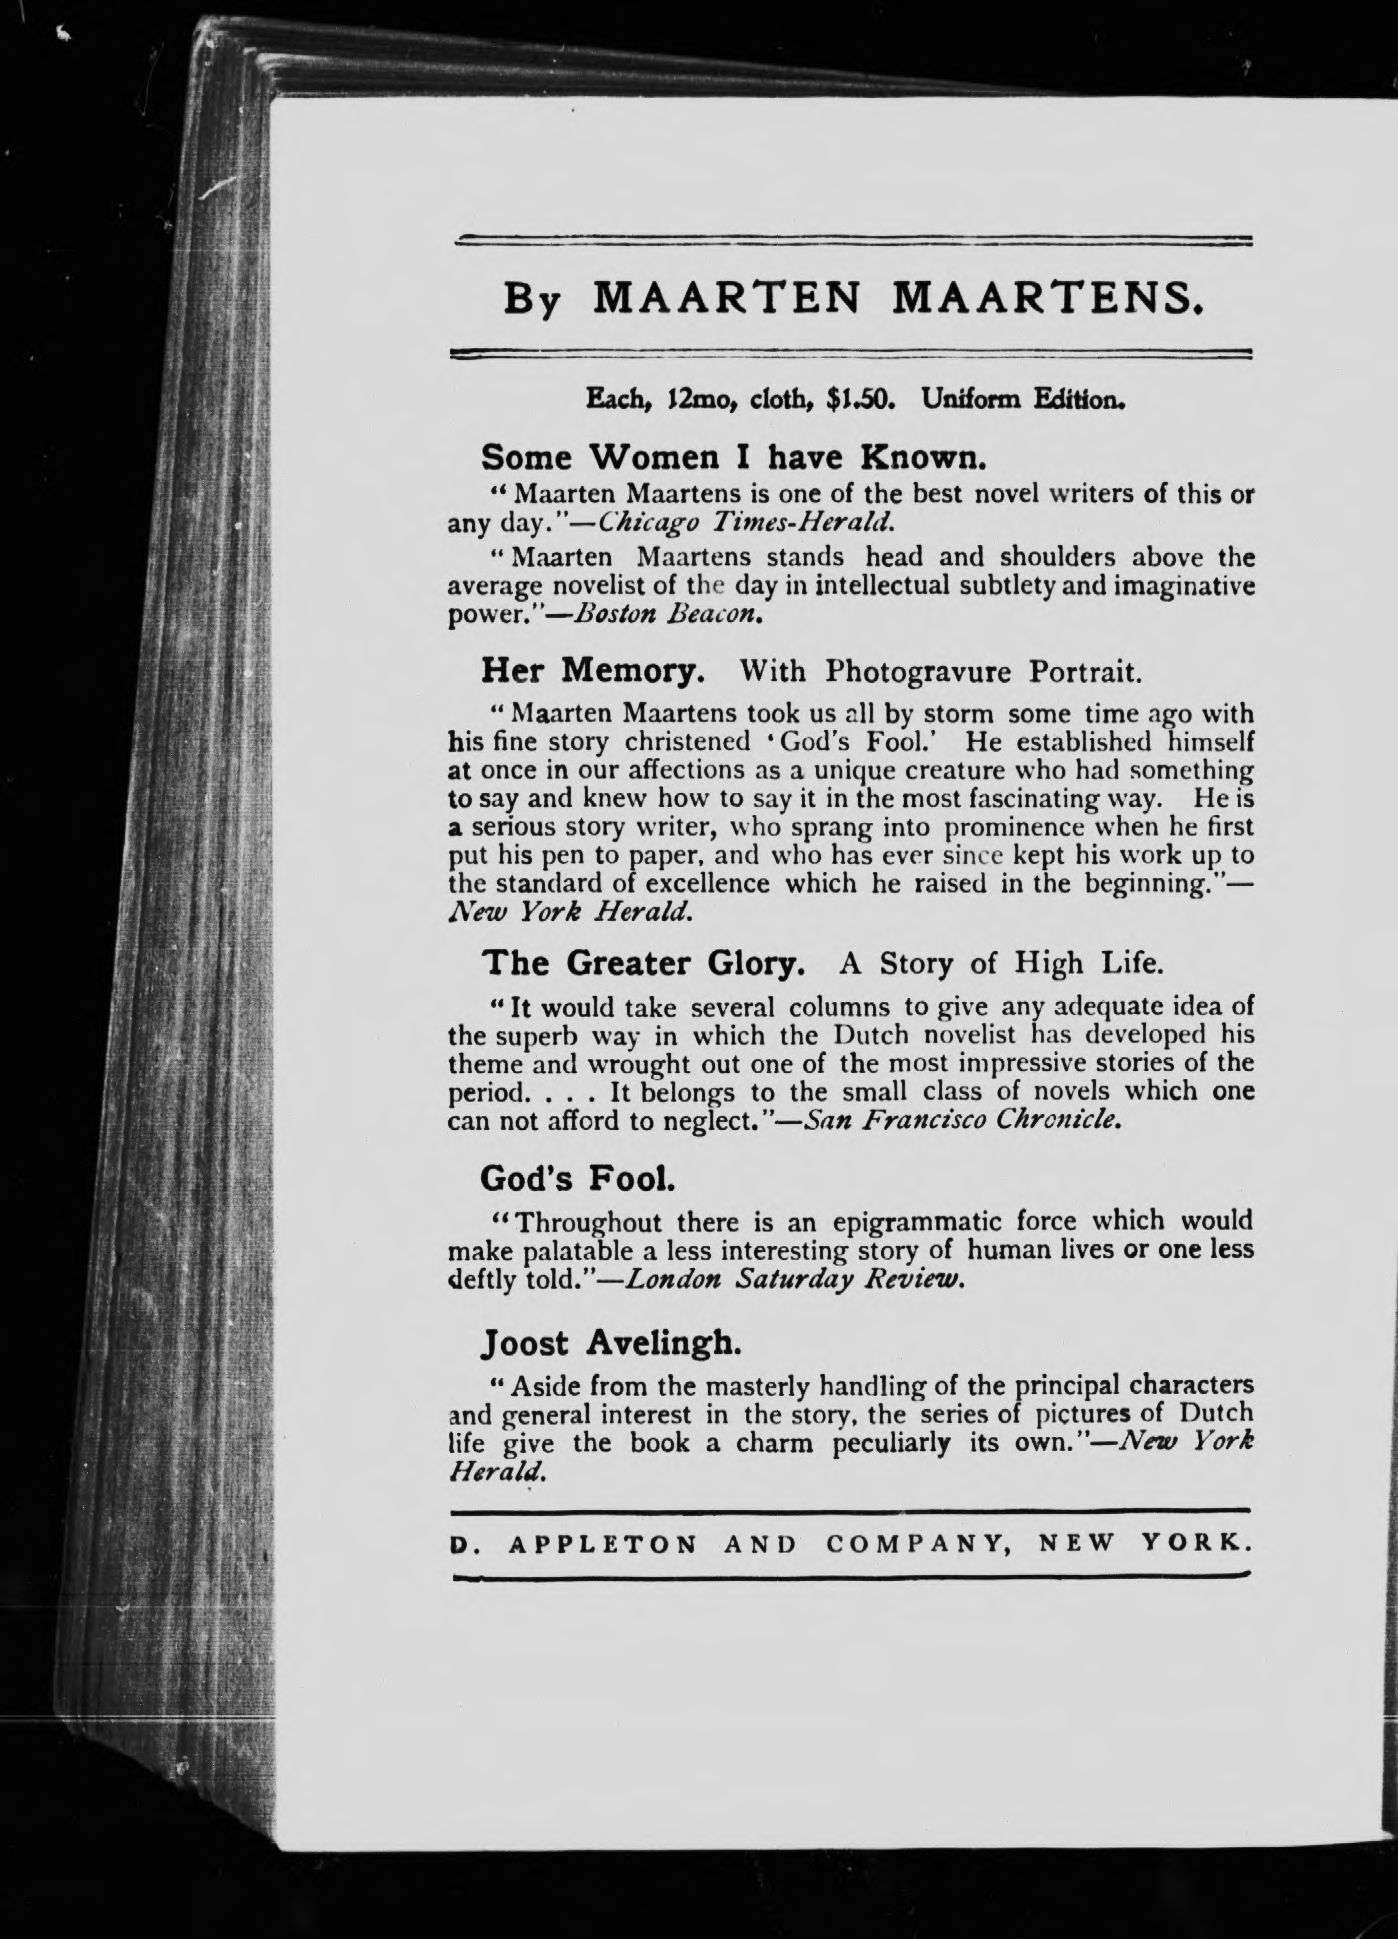 By MAARTEN MAARTENS.
Each, 12mo, cloth, $1.50. Uniform Edition.
Some Women I have Known.
“Maarten Maartens is one of the best novel writers of this or
any day.”—Chicago Times-Herald.
“Maarten Maartens stands head and shoulders above the
average novelist of the day in intellectual subtlety and imaginative
power.”—Boston Beacon.
Her Memory. With Photogravure Portrait.
“Maarten Maartens took us all by storm some time ago with
his fine story christened ‘God's Fool.’ He established himself
at once in our affections as a unique creature who had something
to say and knew how to say it in the most fascinating way. He is
a serious story writer, who sprang into prominence when he first
put his pen to paper, and who has ever since kept his work up to
the standard of excellence which he raised in the beginning.”—
New York Herald.
The Greater Glory. A Story of High Life.
“It would take several columns to give any adequate idea of
the superb way in which the Dutch novelist has developed his
theme and wrought out one of the most impressive stories of the
period. . . . It belongs to the small class of novels which one
can not afford to neglect.”—San Francisco Chronicle.
God's Fool.
“Throughout there is an epigrammatic force which would
make palatable a less interesting story of human lives or one less
deftly told.”—London Saturday Review.
Joost Avelingh.
“Aside from the masterly handling of the principal characters
and general interest in the story, the series of pictures of Dutch
life give the book a charm peculiarly its own.”—New York
Herald.
D. APPLETON AND COMPANY, NEW YORK.